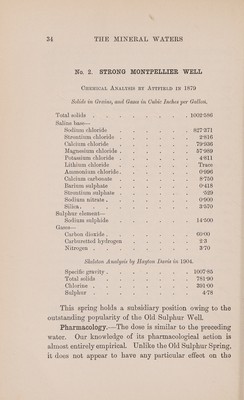 34 THE MINERAL WATERS
No. 2. STRONG MONTPELLIER WELL
Chemical Analysis by Attfield in 1879
Solids in Grains, and Gases in Cubic Inches per Gallon.
Total solids . . . . . . . 1002·586
Saline base—
Sodium chloride . . . . . . 827·371
Strontium chloride . . . . . . 2·816
Calcium chloride . . . . . . 79·936
Magnesium chloride . . . . . . 57·969
Potassium chloride . . . . . . 4·811
Lithium chloride . . . . . . Trace
Ammonium chloride . . . . . . 0·996
Calcium carbonate . . . . . . 8·750
Barium sulphate . . . . . . 0·418
Strontium sulphate . . . . . . ·529
Sodium nitrate . . . . . . 0·900
Silica . . . . . . 3·570
Sulphur element—
Sodium sulphide . . . . . . 14·500
Gases—
Carbon dioxide . . . . . . 60·00
Carburetted hydrogen . . . . . . 2·3
Nitrogen . . . . . . 3·70
Skeleton Analysis by Hayton Davis in 1904.
Specific gravity . . . . . . 1007·85
Total solids . . . . . . 781·90
Chlorine . . . . . . 391·00
Sulphur . . . . . . 4·78
This spring holds a subsidiary position owing to the
outstanding popularity of the Old Sulphur Well.
Pharmacology.—The dose is similar to the preceding
water. Our knowledge of its pharmacological action is
almost entirely empirical. Unlike the Old Sulphur Spring,
it does not appear to have any particular effect on the